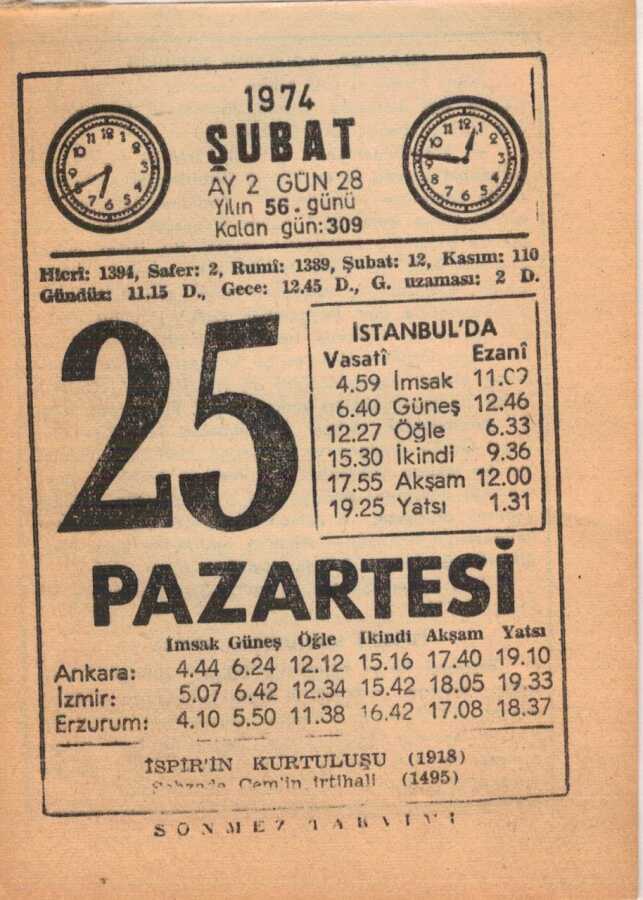 1974
ŞUBAT
AY 2 GÜN 28
Yılın 56. günü
Kalan gün: 309
Hicrî: 1394, Safer: 2, Rumî: 1389, Şubat: 12, Kasım: 110
Gündüz: 11.15 D., Gece: 12.45 D., G. uzaması: 2 D.
25
İSTANBUL'DA
Vasatî Ezanî
4.59 İmsak
6.40 Güneş 12.46
12.27 Öğle 6.33
15.30 İkindi 9.36
17.55 Akşam 12.00
19.25 Yatsı 1.31
PAZARTESİ
İmsak Güneş Öğle İkindi Akşam Yatsı
Ankara: 4.44 6.24 12.12 15.16 17.40 19.10
İzmir: 5.07 6.42 12.34 15.42 18.05 19.33
Erzurum: 4.10 5.50 11.38 16.42 17.08 18.37
İSPİR'İN KURTULUŞU (1918)
Cem'in irtihali (1495)
SÖNMEZ TAKVİMİ